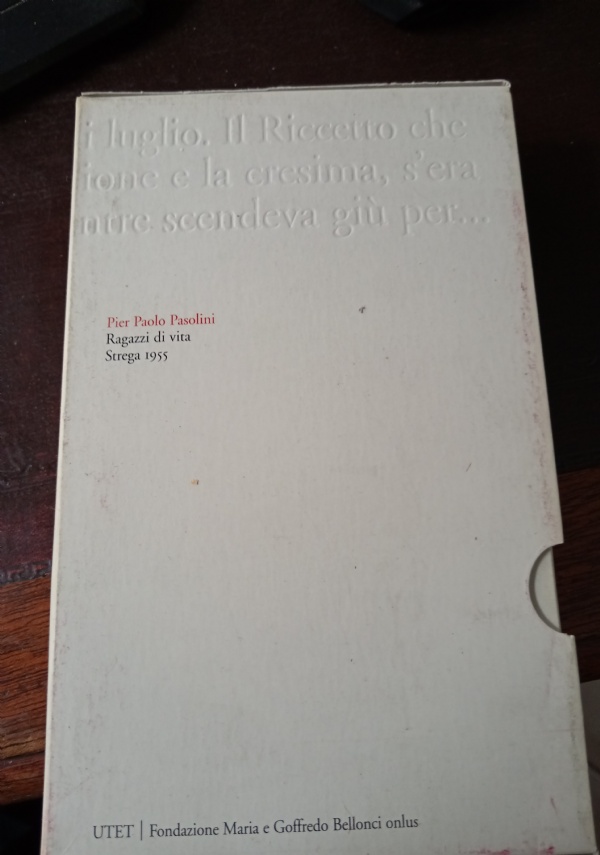 i luglio. Il Riccetto che
ione e la cresima, s'era
ntre scendeva giù per...
Pier Paolo Pasolini
Ragazzi di vita
Strega 1955
UTET | Fondazione Maria e Goffredo Bellonci onlus